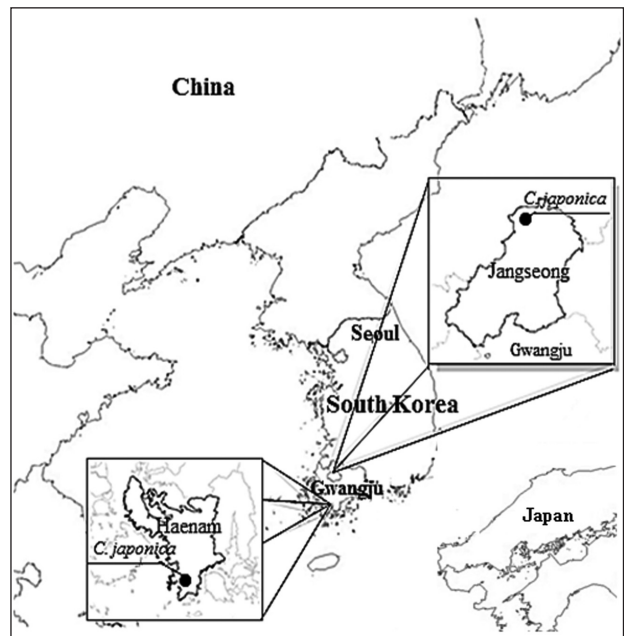 China
C. japonica
Jangseong
Gwangju
Seoul
South Korea
Gwangju
Haenam
C. japonica
Japan